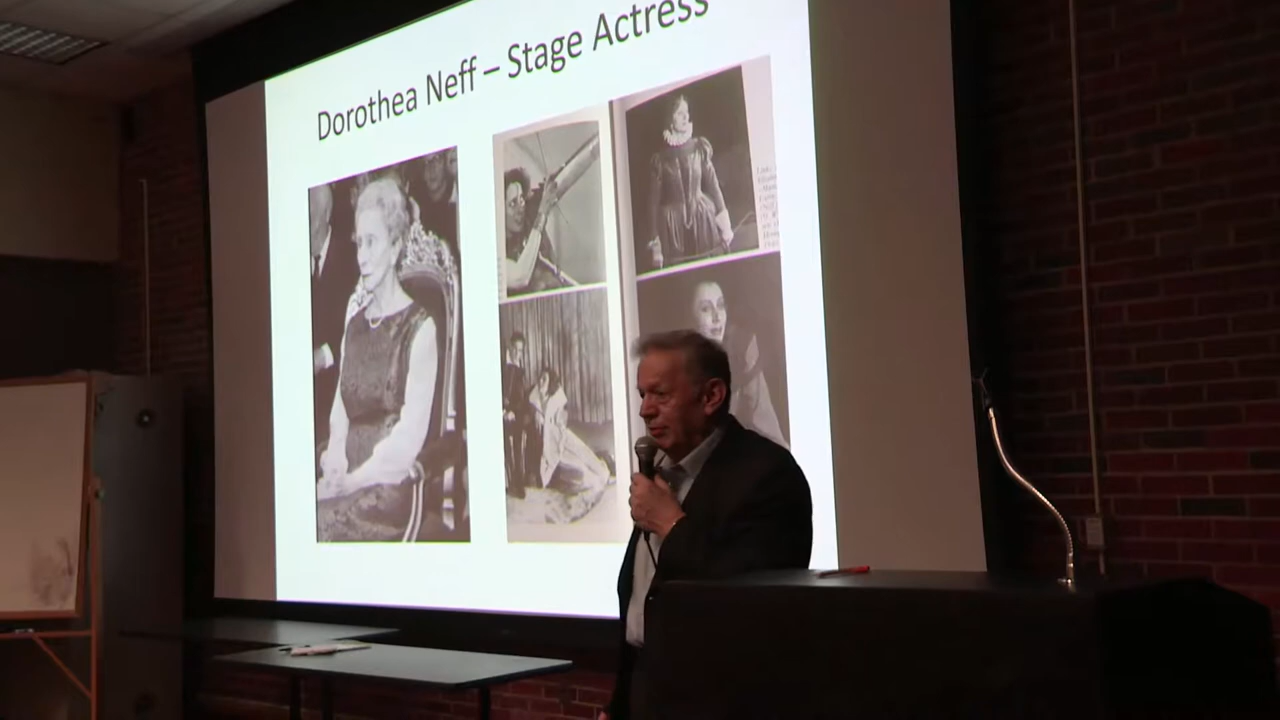 Dorothea Neff – Stage Actress